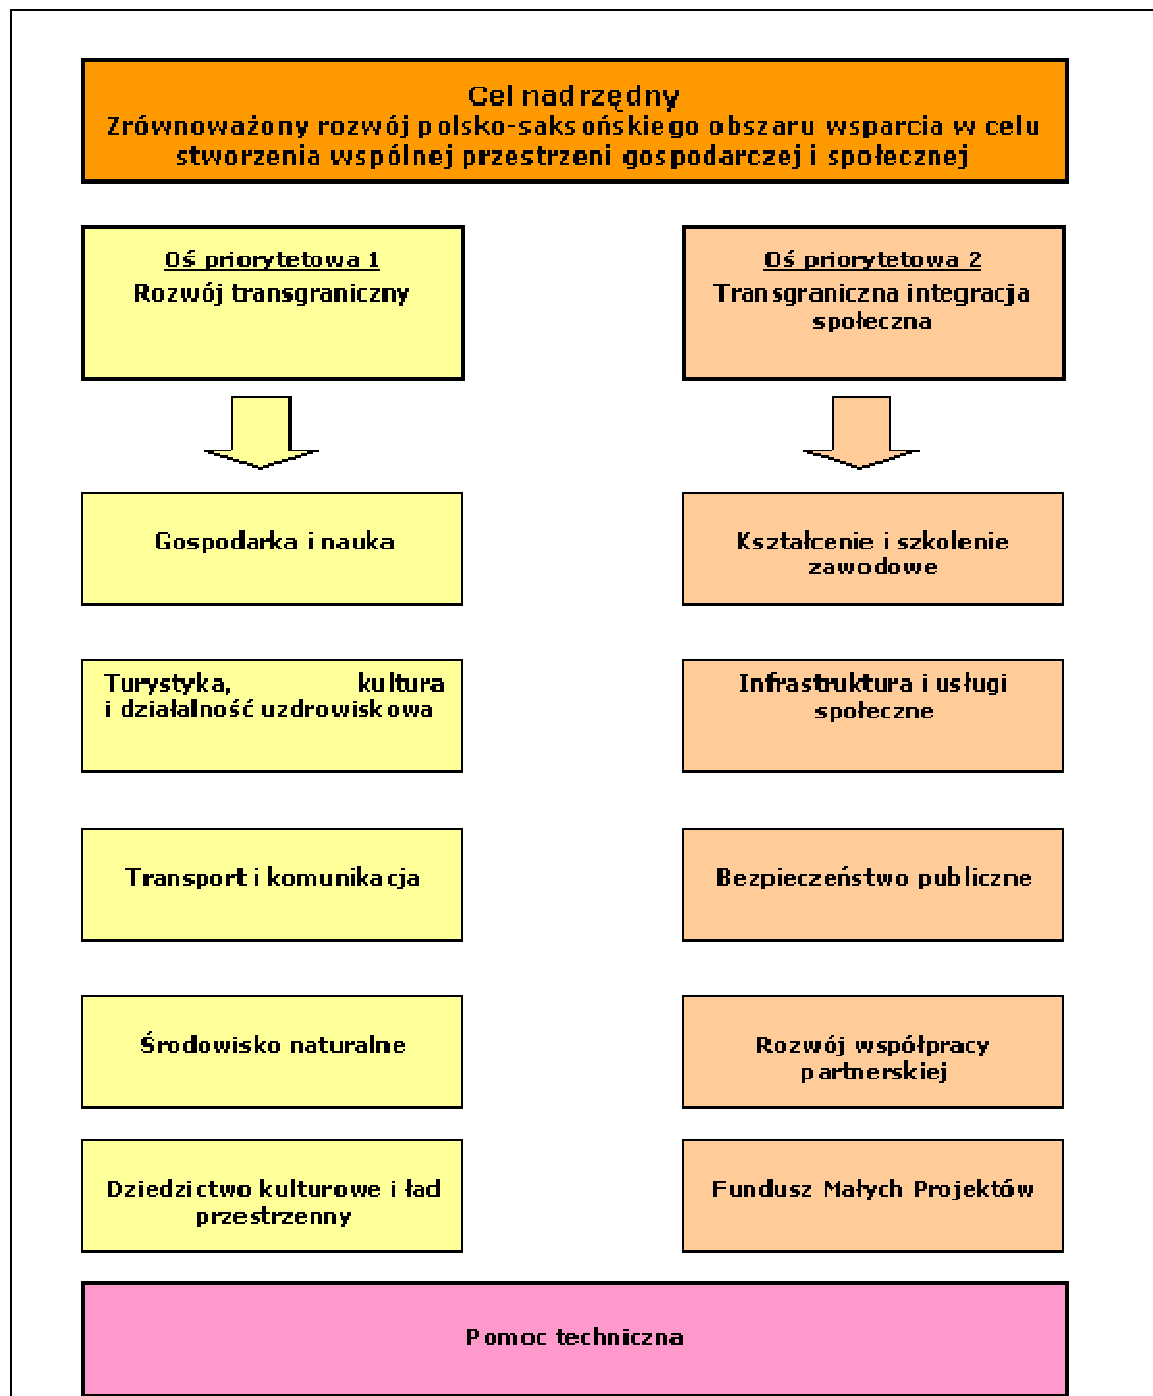 Cel nadrzędny
Zrównoważony rozwój polsko-saksońskiego obszaru wsparcia w celu
stworzenia wspólnej przestrzeni gospodarczej i społecznej
Oś priorytetowa 1
Rozwój transgraniczny
Oś priorytetowa 2
Transgraniczna integracja
społeczna
Gospodarka i nauka
Kształcenie i szkolenie
zawodowe
Turystyka, kultura
i działalność uzdrowiskowa
Infrastruktura i usługi
społeczne
Transport i komunikacja
Bezpieczeństwo publiczne
Środowisko naturalne
Rozwój współpracy
partnerskiej
Dziedzictwo kulturowe i ład
przestrzenny
Fundusz Małych Projektów
Pomoc techniczna